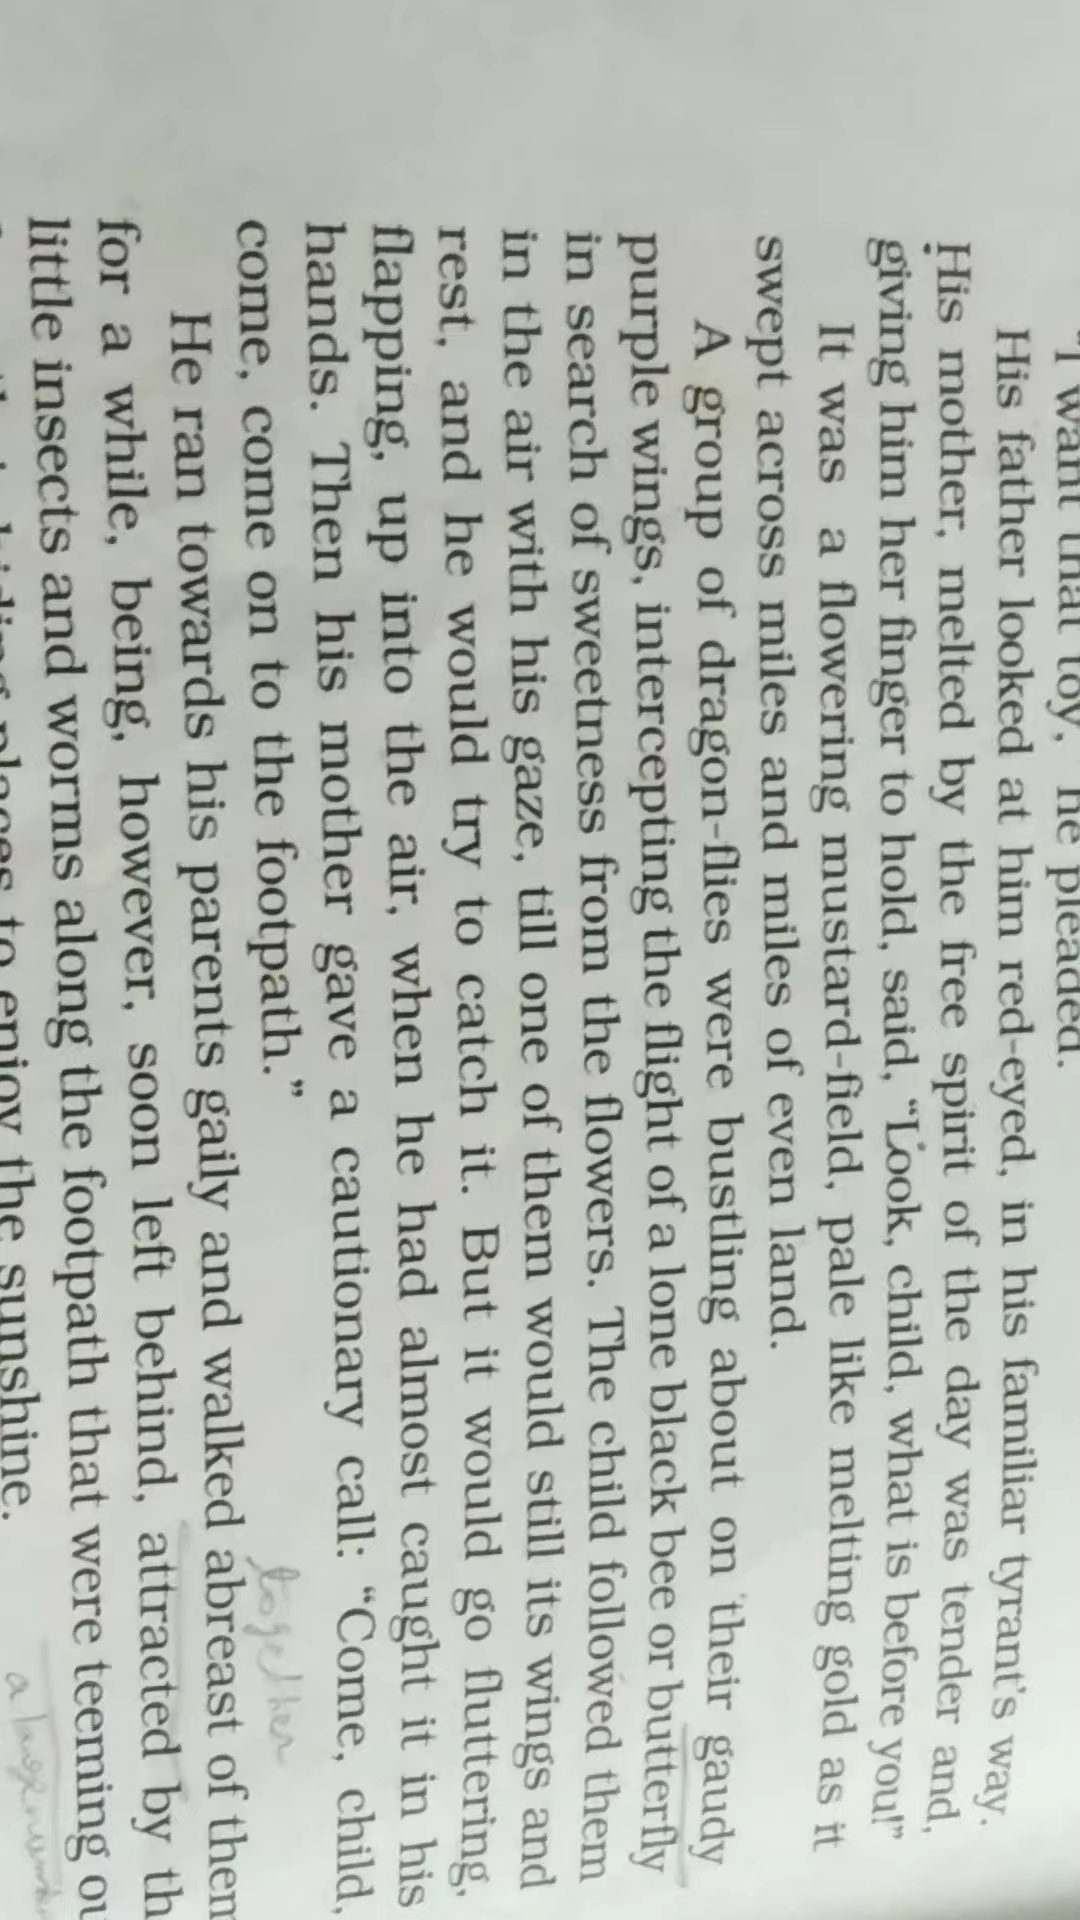 "I want that toy," he pleaded.
His father looked at him red-eyed, in his familiar tyrant's way.
His mother, melted by the free spirit of the day was tender and,
giving him her finger to hold, said, “Look, child, what is before you!”
It was a flowering mustard-field, pale like melting gold as it
swept across miles and miles of even land.
A group of dragon-flies were bustling about on their gaudy
purple wings, intercepting the flight of a lone black bee or butterfly
in search of sweetness from the flowers. The child followed them
in the air with his gaze, till one of them would still its wings and
rest, and he would try to catch it. But it would go fluttering,
flapping, up into the air, when he had almost caught it in his
hands. Then his mother gave a cautionary call: “Come, child,
come, come on to the footpath.”
together
He ran towards his parents gaily and walked abreast of them
for a while, being, however, soon left behind, attracted by th
little insects and worms along the footpath that were teeming ou
a
places to enjoy the sunshine.